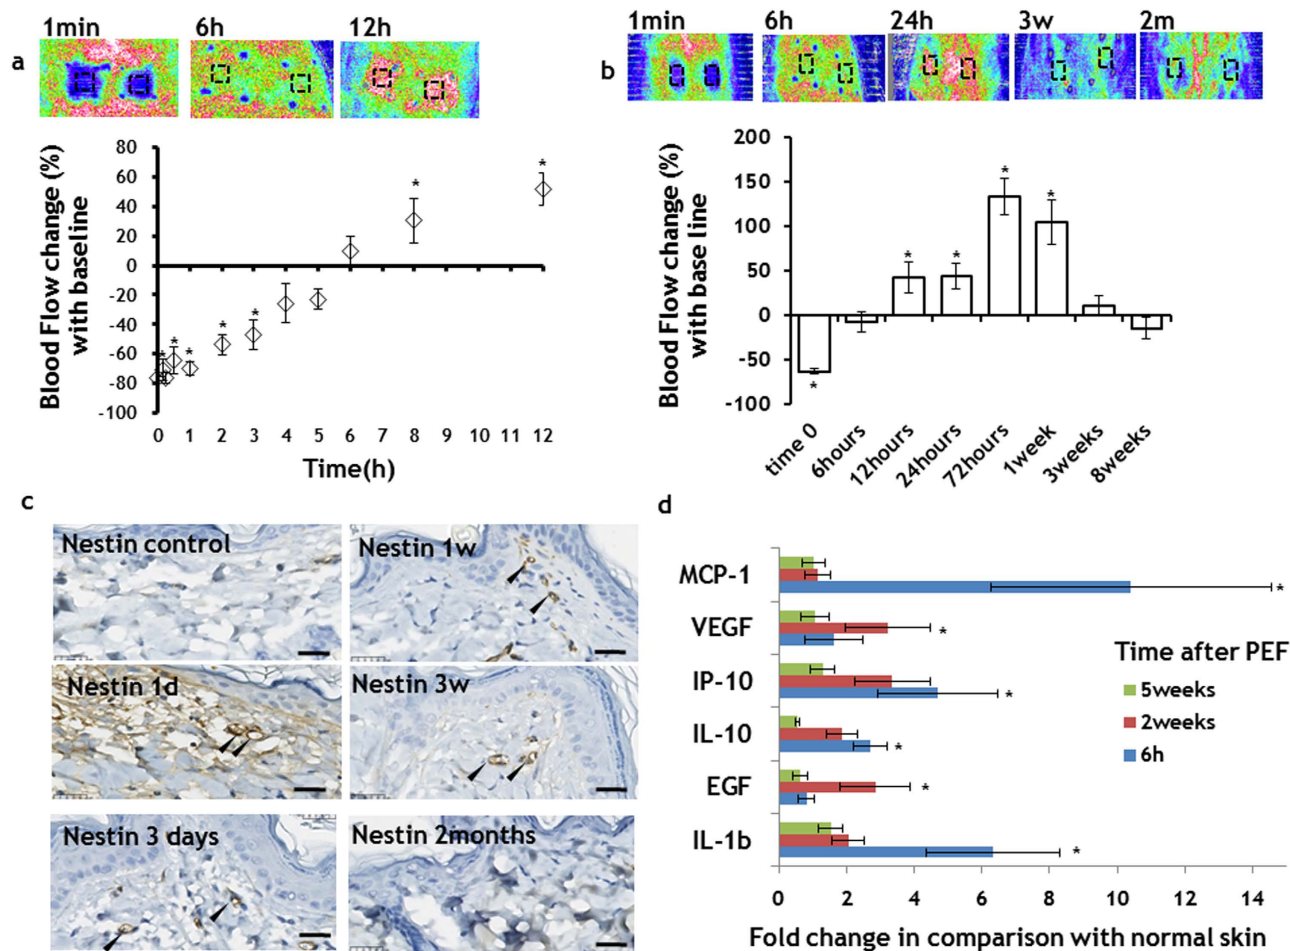 a
1min 6h 12h
80
60
40
20
0
-20
-40
-60
-80
-100
Blood Flow change (%)
with baseline
* * * * * * *
0 1 2 3 4 5 6 7 8 9 10 11 12
Time(h)
b
1min 6h 24h 3w 2m
200
150
100
50
0
-50
-100
Blood Flow change (%)
with base line
* * * * *
time 0 6hours 12hours 24hours 72hours 1week 3weeks 8weeks
c
Nestin control
Nestin 1w
Nestin 1d
Nestin 3w
Nestin 3 days
Nestin 2months
d
MCP-1 *
VEGF *
IP-10 *
IL-10 *
EGF *
IL-1b *
Time after PEF
5weeks
2weeks
6h
0 2 4 6 8 10 12 14
Fold change in comparison with normal skin